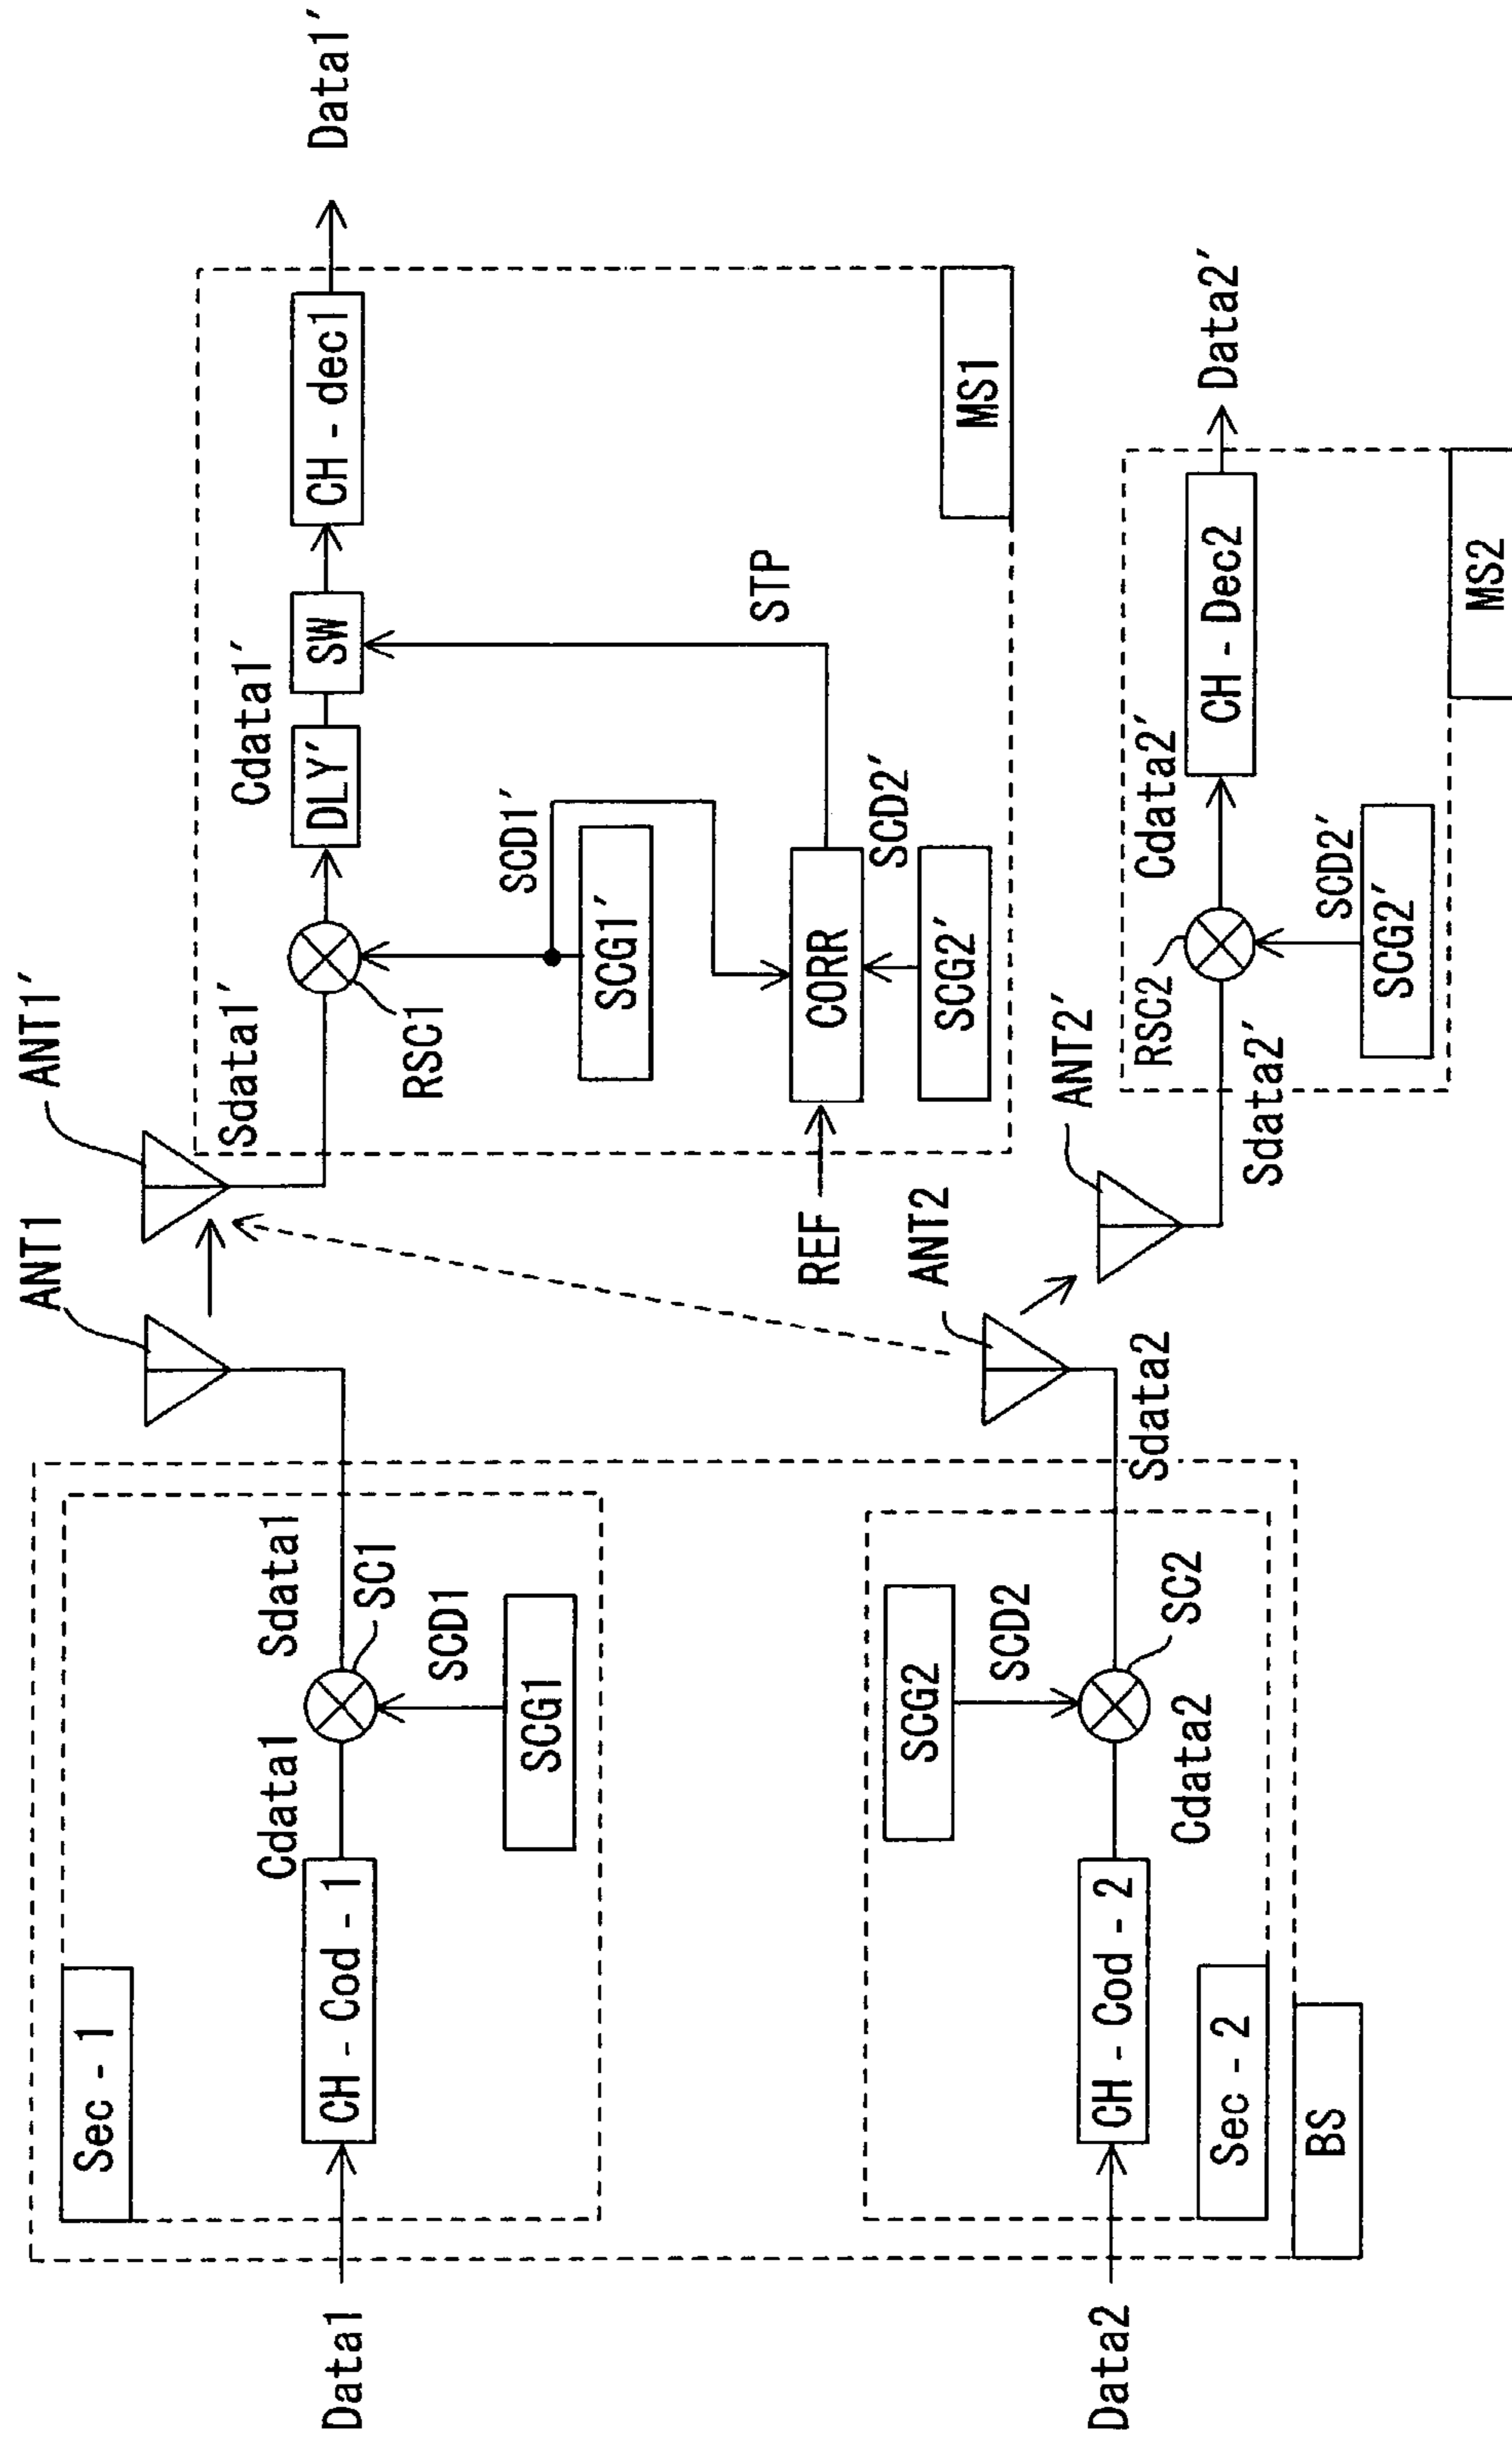 Data1
Sec - 1
CH - Cod - 1
Cdata1
SCG1
SCD1
SC1
Sdata1
ANT1
Data2
CH - Cod - 2
Cdata2
SCG2
SCD2
SC2
Sec - 2
BS
Sdata2
ANT2
ANT1′
Sdata1′
RSC1
SCD1′
SCG1′
DLY′
Cdata1′
SW
CH - dec1
Data1′
REF
CORR
SCG2′
SCD2′
STP
MS1
ANT2′
Sdata2′
RSC2
SCG2′
SCD2′
Cdata2′
CH - Dec2
Data2′
MS2